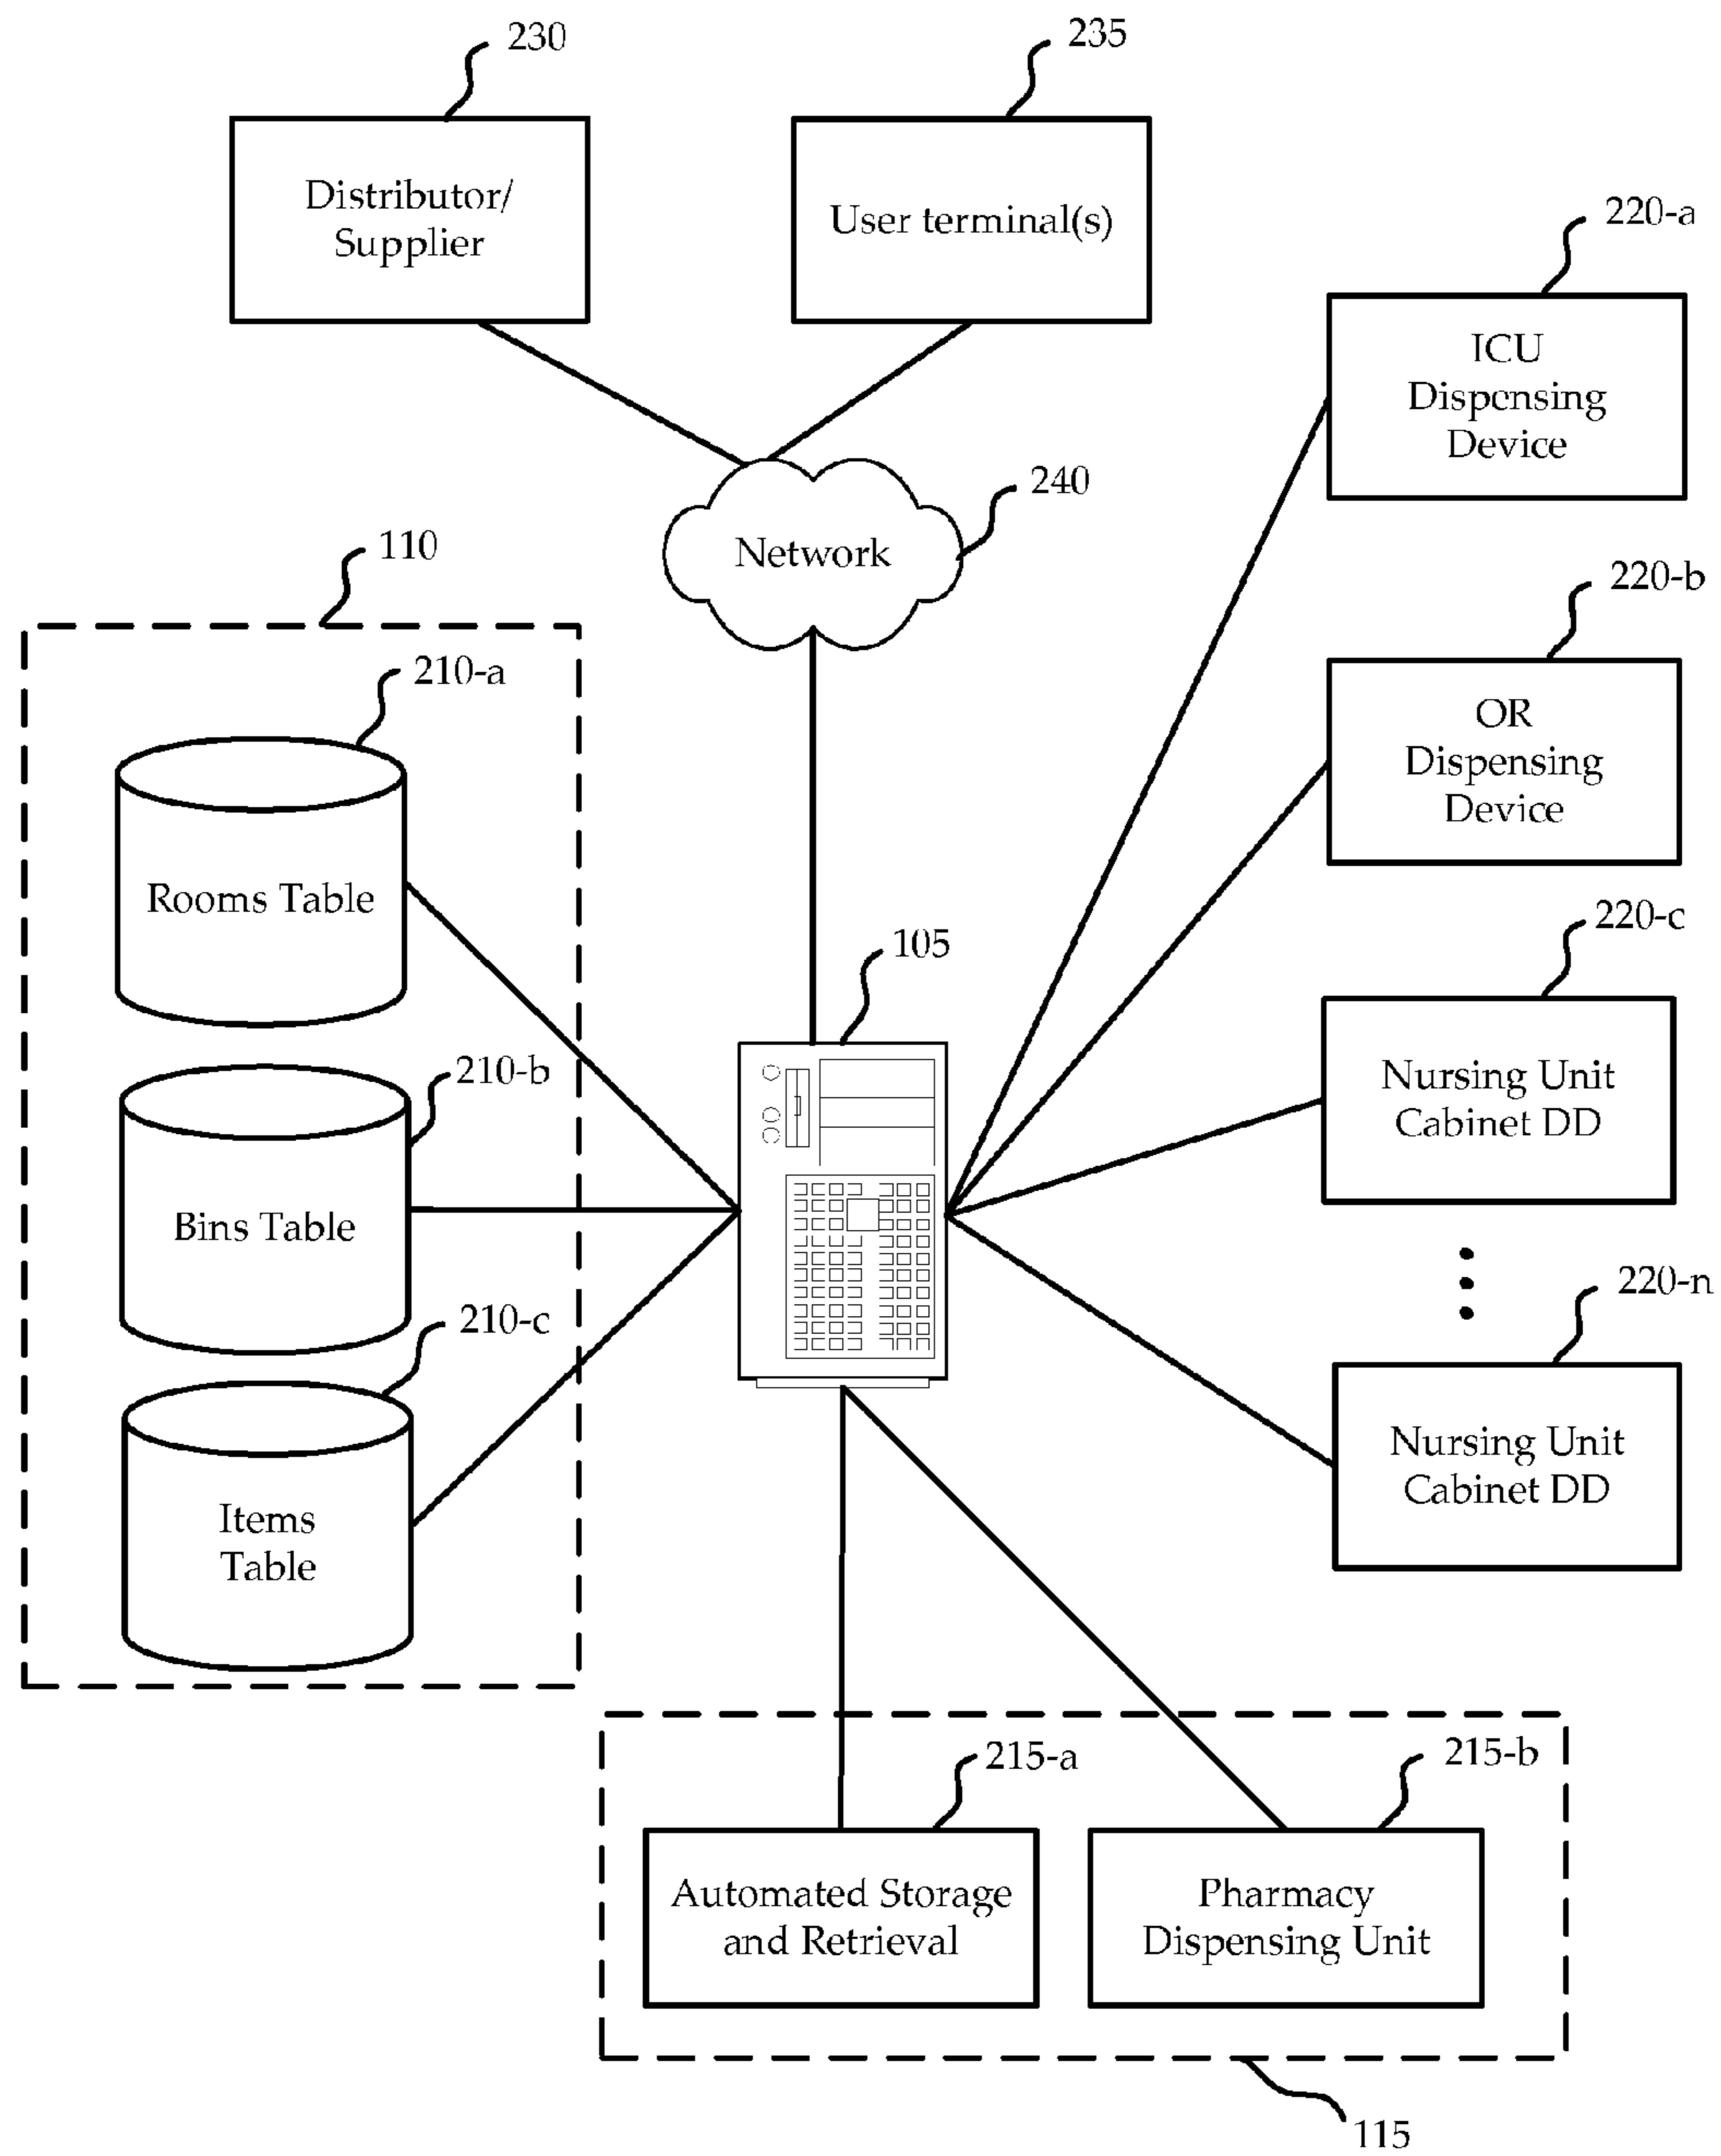 230
235
Distributor/
Supplier
User terminal(s)
220-a
ICU
Dispensing
Device
240
Network
110
220-b
OR
Dispensing
Device
210-a
Rooms Table
220-c
105
Nursing Unit
Cabinet DD
210-b
Bins Table
220-n
210-c
Nursing Unit
Cabinet DD
Items
Table
215-a
215-b
Automated Storage
and Retrieval
Pharmacy
Dispensing Unit
115